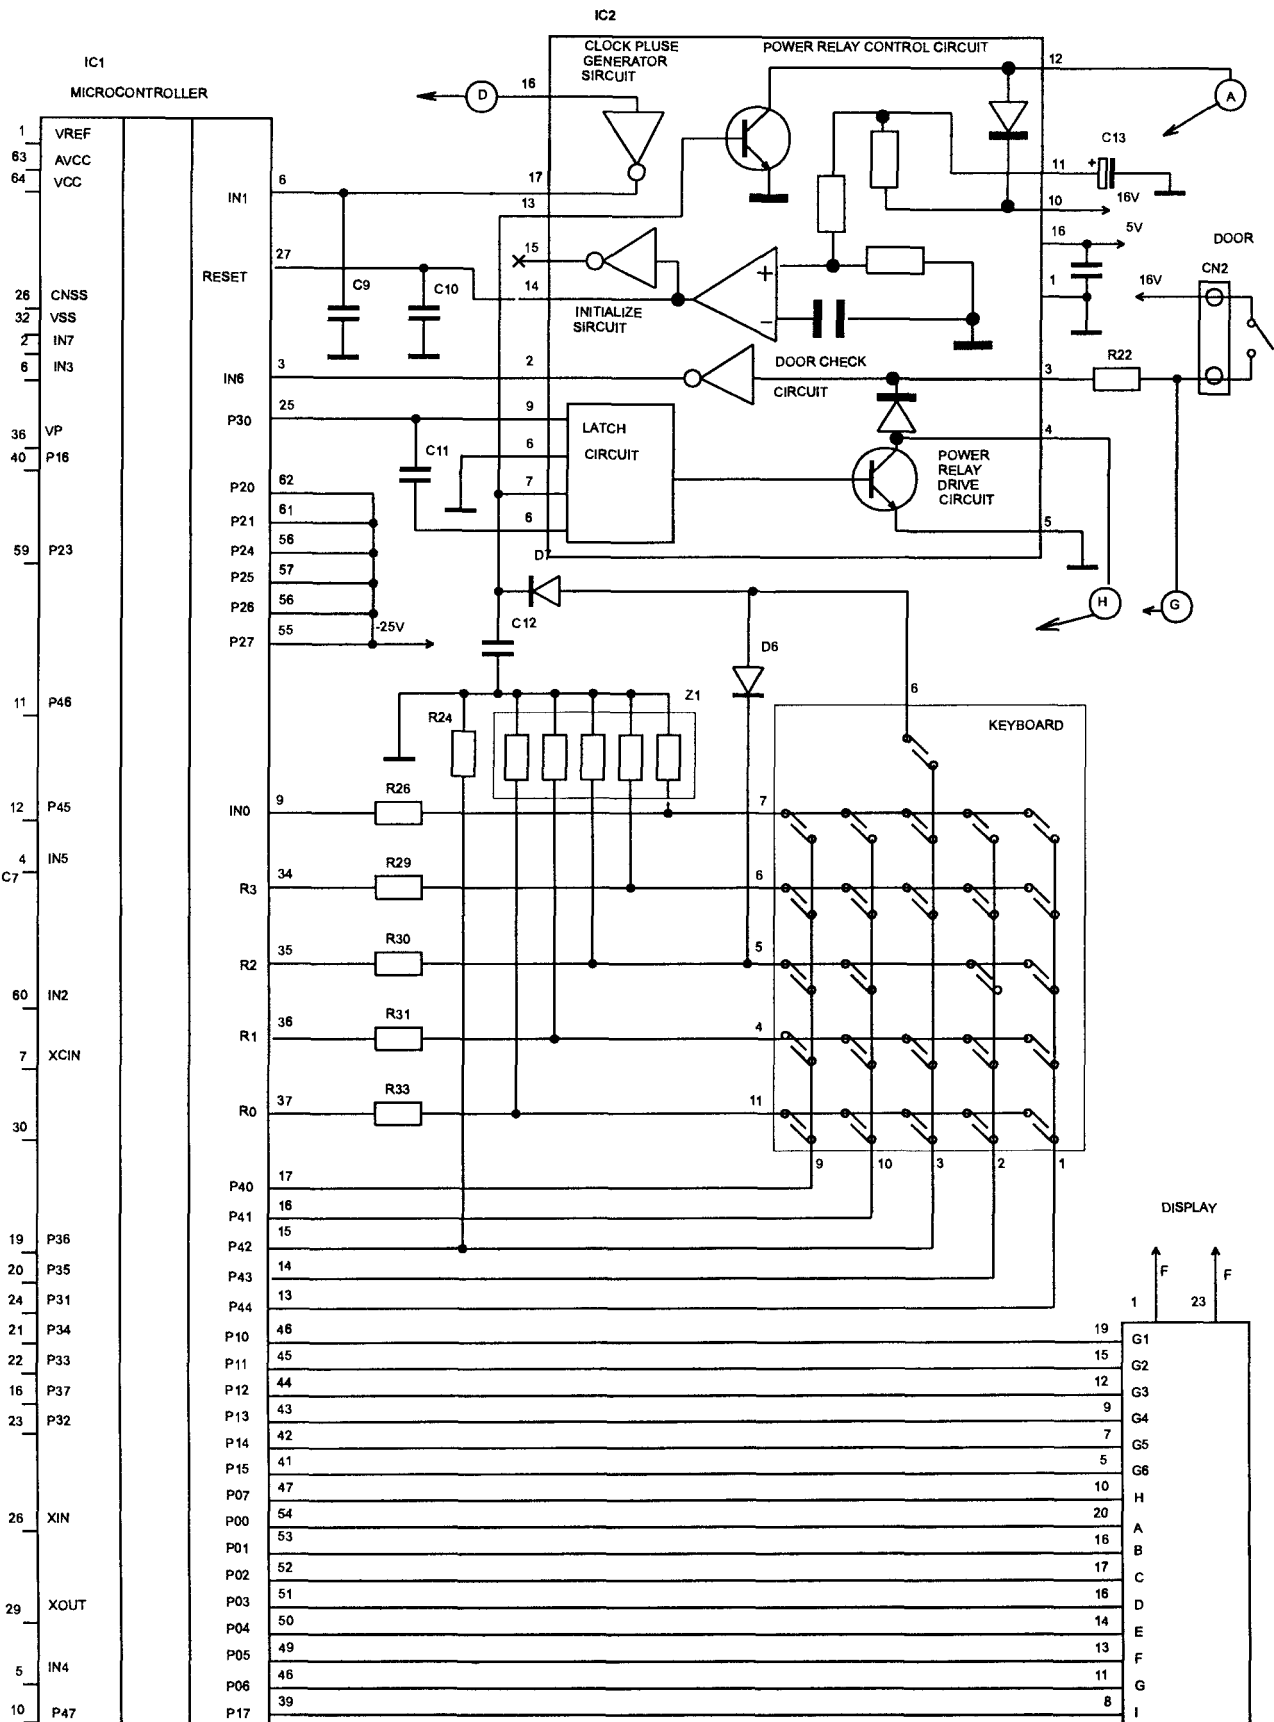 IC2
IC1
MICROCONTROLLER
CLOCK PLUSE
GENERATOR
SIRCUIT
POWER RELAY CONTROL CIRCUIT
16
D
12
A
1 VREF
63 AVCC
64 VCC
6
IN1
17
13
C13
+
11
16V
10
16
5V
DOOR
CN2
16V
27
RESET
15
14
INITIALIZE
SIRCUIT
+
−
1
C9
C10
26 CNSS
32 VSS
2 IN7
6 IN3
3
IN6
2
DOOR CHECK
CIRCUIT
3
R22
25
P30
9
LATCH
CIRCUIT
6
7
6
4
POWER
RELAY
DRIVE
CIRCUIT
5
36 VP
40 P16
C11
62
P20
61
P21
56
P24
57
P25
56
P26
55
P27
-25V
59 P23
D7
C12
D6
H
G
11 P46
R24
Z1
6
KEYBOARD
12 P45
IN0
9
R26
7
4 IN5
C7
R3
34
R29
6
R2
35
R30
5
60 IN2
R1
36
R31
4
7 XCIN
R0
37
R33
11
30
9
10
3
2
1
17
P40
16
P41
15
P42
14
P43
13
P44
19 P36
20 P35
24 P31
21 P34
22 P33
16 P37
23 P32
DISPLAY
F
F
1
23
P10 46 19 G1
P11 45 15 G2
P12 44 12 G3
P13 43 9 G4
P14 42 7 G5
P15 41 5 G6
P07 47 10 H
26 XIN
P00 54 20 A
P01 53 16 B
P02 52 17 C
29 XOUT
P03 51 16 D
P04 50 14 E
P05 49 13 F
5 IN4
P06 46 11 G
10 P47
P17 39 8 I